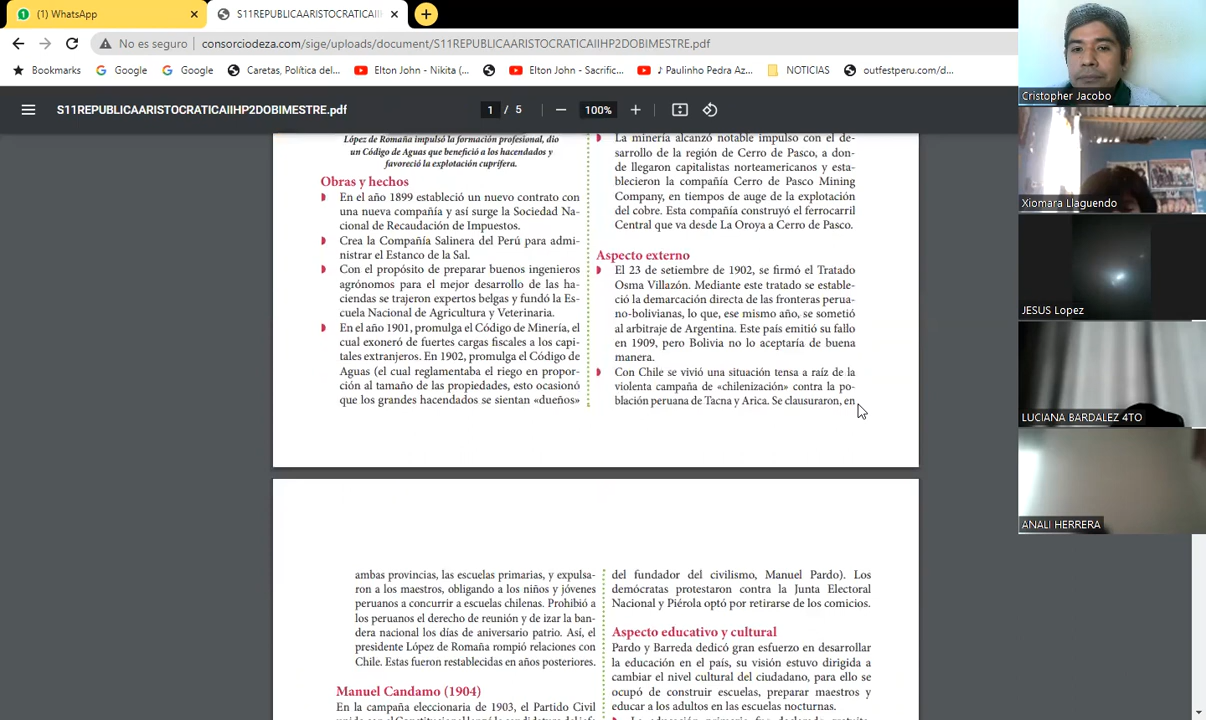 (1) WhatsApp
S11REPUBLICAARISTOCRATICAII
No es seguro
consorciodeza.com/sige/uploads/document/S11REPUBLICAARISTOCRATICAIIHP2DOBIMESTRE.pdf
Bookmarks
Google
Google
Caretas, Política del...
Elton John - Nikita (...
Elton John - Sacrific...
♪ Paulinho Pedra Az...
NOTICIAS
outfestperu.com/d...
S11REPUBLICAARISTOCRATICAIIHP2DOBIMESTRE.pdf
1 / 5
100%
López de Romaña impulsó la formación profesional, dio
un Código de Aguas que benefició a los hacendados y
favoreció la explotación cuprífera.
Obras y hechos
En el año 1899 estableció un nuevo contrato con
una nueva compañía y así surge la Sociedad Na-
cional de Recaudación de Impuestos.
Crea la Compañía Salinera del Perú para admi-
nistrar el Estanco de la Sal.
Con el propósito de preparar buenos ingenieros
agrónomos para el mejor desarrollo de las ha-
ciendas se trajeron expertos belgas y fundó la Es-
cuela Nacional de Agricultura y Veterinaria.
En el año 1901, promulga el Código de Minería, el
cual exoneró de fuertes cargas fiscales a los capi-
tales extranjeros. En 1902, promulga el Código de
Aguas (el cual reglamentaba el riego en propor-
ción al tamaño de las propiedades, esto ocasionó
que los grandes hacendados se sientan «dueños»
La minería alcanzó notable impulso con el de-
sarrollo de la región de Cerro de Pasco, a don-
de llegaron capitalistas norteamericanos y esta-
blecieron la compañía Cerro de Pasco Mining
Company, en tiempos de auge de la explotación
del cobre. Esta compañía construyó el ferrocarril
Central que va desde La Oroya a Cerro de Pasco.
Aspecto externo
El 23 de setiembre de 1902, se firmó el Tratado
Osma Villazón. Mediante este tratado se estable-
ció la demarcación directa de las fronteras perua-
no-bolivianas, lo que, ese mismo año, se sometió
al arbitraje de Argentina. Este país emitió su fallo
en 1909, pero Bolivia no lo aceptaría de buena
manera.
Con Chile se vivió una situación tensa a raíz de la
violenta campaña de «chilenización» contra la po-
blación peruana de Tacna y Arica. Se clausuraron, en
ambas provincias, las escuelas primarias, y expulsa-
ron a los maestros, obligando a los niños y jóvenes
peruanos a concurrir a escuelas chilenas. Prohibió a
los peruanos el derecho de reunión y de izar la ban-
dera nacional los días de aniversario patrio. Así, el
presidente López de Romaña rompió relaciones con
Chile. Estas fueron restablecidas en años posteriores.
Manuel Candamo (1904)
En la campaña eleccionaria de 1903, el Partido Civil
del fundador del civilismo, Manuel Pardo). Los
demócratas protestaron contra la Junta Electoral
Nacional y Piérola optó por retirarse de los comicios.
Aspecto educativo y cultural
Pardo y Barreda dedicó gran esfuerzo en desarrollar
la educación en el país, su visión estuvo dirigida a
cambiar el nivel cultural del ciudadano, para ello se
ocupó de construir escuelas, preparar maestros y
educar a los adultos en las escuelas nocturnas.
Cristopher Jacobo
Xiomara Llaguendo
JESUS Lopez
LUCIANA BARDALEZ 4TO
ANALI HERRERA